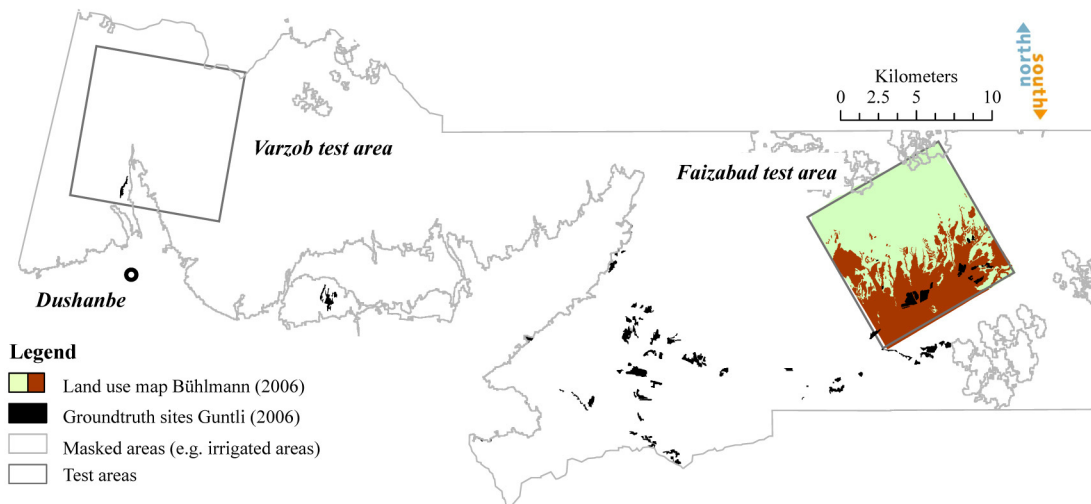 north
south
Kilometers
0 2.5 5 10
Varzob test area
Faizabad test area
Dushanbe
Legend
Land use map Bühlmann (2006)
Groundtruth sites Guntli (2006)
Masked areas (e.g. irrigated areas)
Test areas